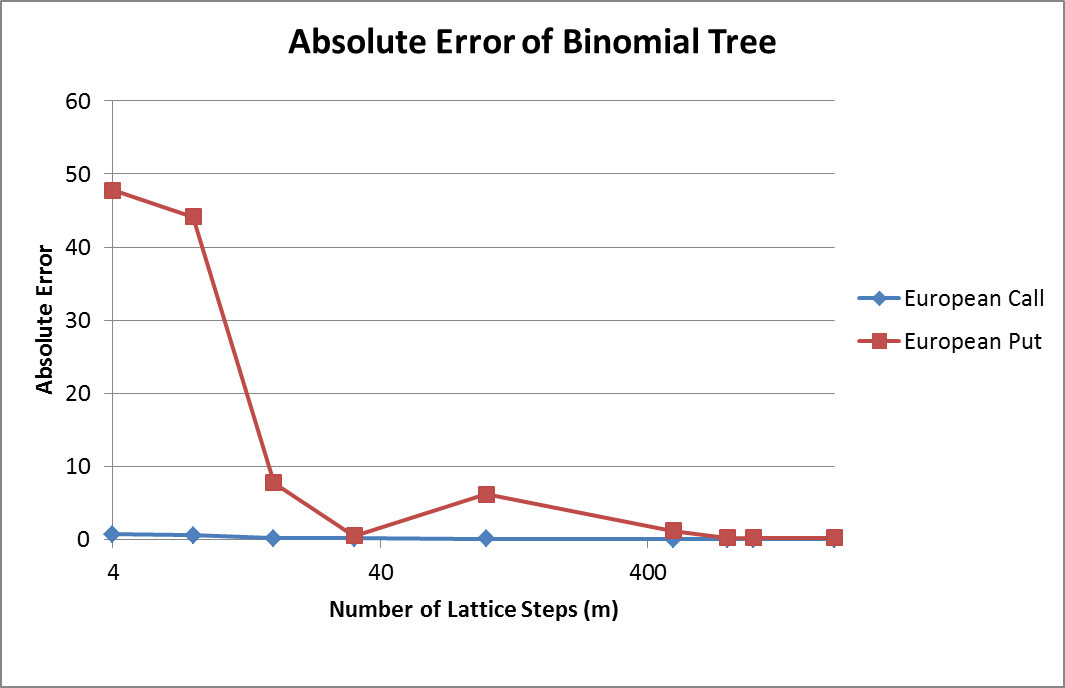 Absolute Error of Binomial Tree
60
50
40
30
20
10
0
Absolute Error
4
40
400
Number of Lattice Steps (m)
European Call
European Put